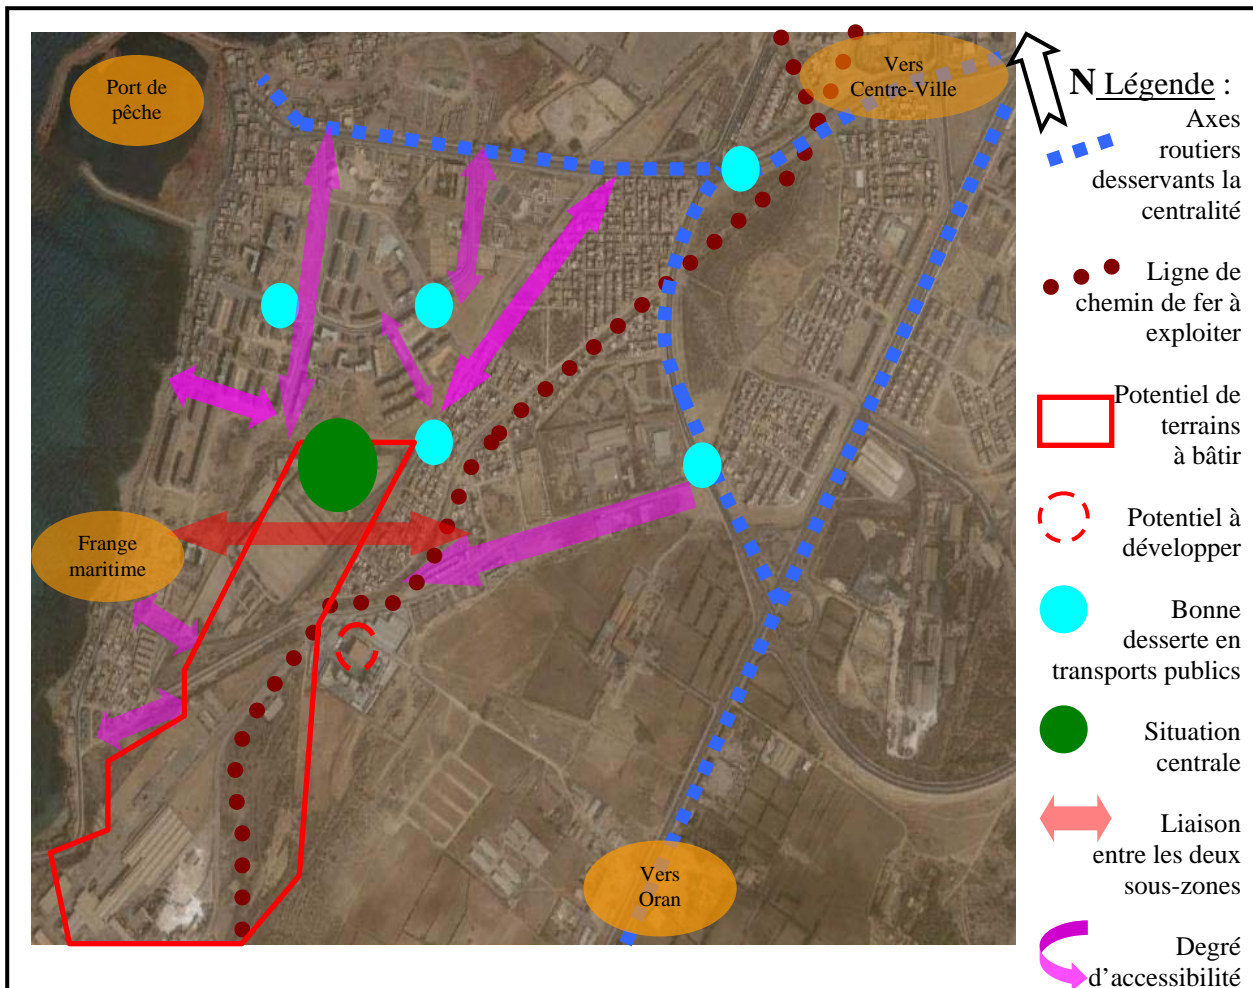 Port de
pêche
Vers
Centre-Ville
Frange
maritime
Vers
Oran
N Légende :
Axes
routiers
desservants la
centralité
Ligne de
chemin de fer à
exploiter
Potentiel de
terrains
à bâtir
Potentiel à
développer
Bonne
desserte en
transports publics
Situation
centrale
Liaison
entre les deux
sous-zones
Degré
d’accessibilité